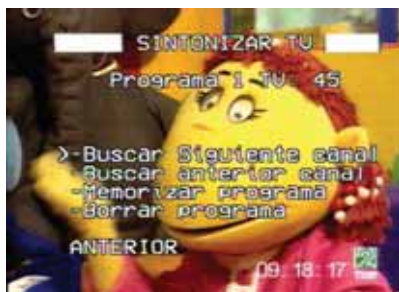 SINTONIZAR TV
Programa 1 TV 45
>-Buscar Siguiente canal
-Buscar anterior canal
-Memorizar programa
-Borrar programa
ANTERIOR
09:18:17